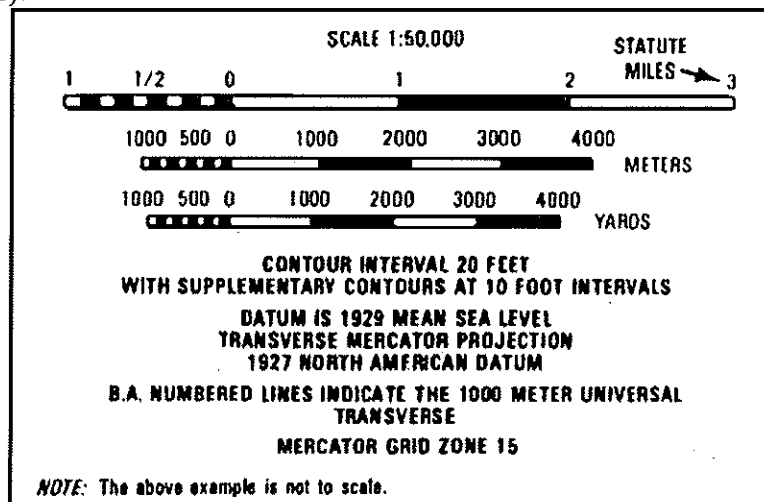 y).
SCALE 1:50.000
STATUTE
MILES
1 1/2 0 1 2 3
1000 500 0 1000 2000 3000 4000
METERS
1000 500 0 1000 2000 3000 4000
YARDS
CONTOUR INTERVAL 20 FEET
WITH SUPPLEMENTARY CONTOURS AT 10 FOOT INTERVALS
DATUM IS 1929 MEAN SEA LEVEL
TRANSVERSE MERCATOR PROJECTION
1927 NORTH AMERICAN DATUM
B.A. NUMBERED LINES INDICATE THE 1000 METER UNIVERSAL
TRANSVERSE
MERCATOR GRID ZONE 15
NOTE: The above example is not to scale.